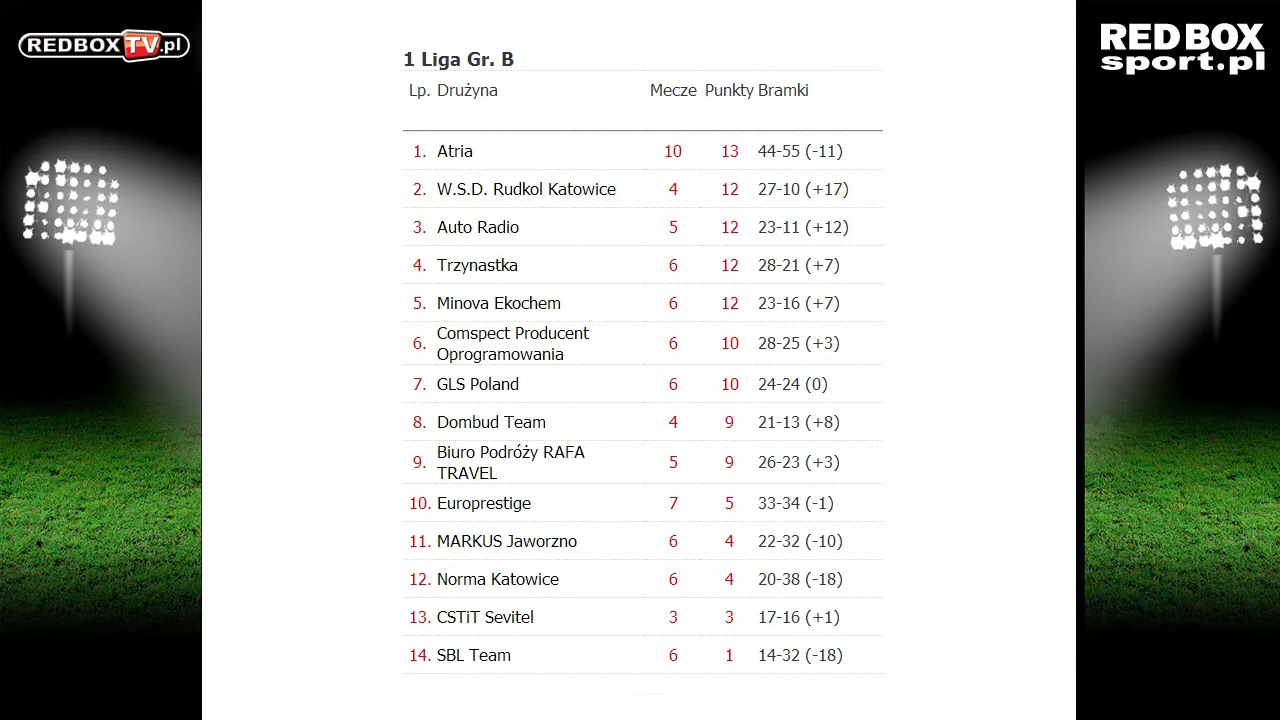 REDBOX TV.pl
RED BOX
sport.pl
1 Liga Gr. B
Lp. Drużyna Mecze Punkty Bramki
1. Atria 10 13 44-55 (-11)
2. W.S.D. Rudkol Katowice 4 12 27-10 (+17)
3. Auto Radio 5 12 23-11 (+12)
4. Trzynastka 6 12 28-21 (+7)
5. Minova Ekochem 6 12 23-16 (+7)
6. Comspect Producent
Oprogramowania 6 10 28-25 (+3)
7. GLS Poland 6 10 24-24 (0)
8. Dombud Team 4 9 21-13 (+8)
9. Biuro Podróży RAFA
TRAVEL 5 9 26-23 (+3)
10. Europrestige 7 5 33-34 (-1)
11. MARKUS Jaworzno 6 4 22-32 (-10)
12. Norma Katowice 6 4 20-38 (-18)
13. CSTiT Sevitel 3 3 17-16 (+1)
14. SBL Team 6 1 14-32 (-18)